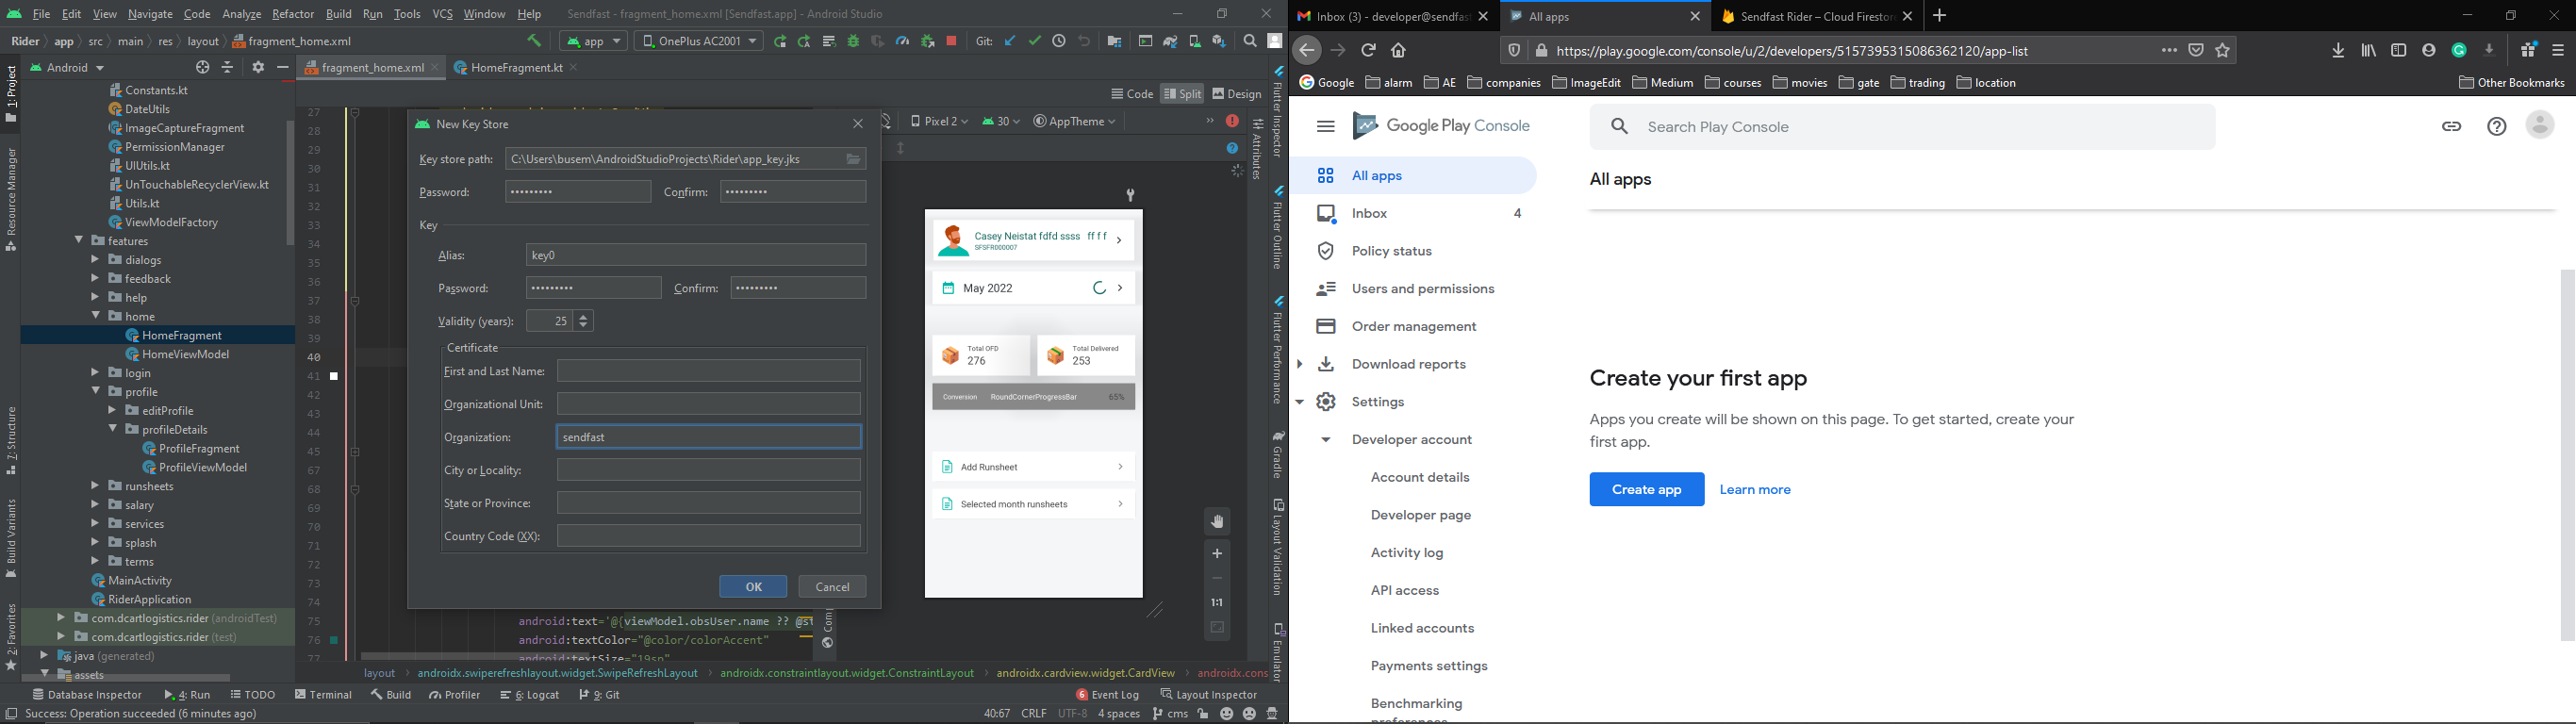 File Edit View Navigate Code Analyze Refactor Build Run Tools VCS Window Help Sendfast - fragment_home.xml [Sendfast.app] - Android Studio
Rider app src main res layout fragment_home.xml app OnePlus AC2001 Git:
Android fragment_home.xml HomeFragment.kt
1: Project
Resource Manager
7: Structure
Build Variants
2: Favorites
Constants.kt
DateUtils
ImageCaptureFragment
PermissionManager
UIUtils.kt
UnTouchableRecyclerView.kt
Utils.kt
ViewModelFactory
features
dialogs
feedback
help
home
HomeFragment
HomeViewModel
login
profile
editProfile
profileDetails
ProfileFragment
ProfileViewModel
runsheets
salary
services
splash
terms
MainActivity
RiderApplication
com.dcartlogistics.rider (androidTest)
com.dcartlogistics.rider (test)
java (generated)
assets
27
28
29
30
31
32
33
34
35
36
37
38
39
40
41
42
43
44
45
67
68
69
70
71
72
73
74
75
76
77
Code Split Design
Pixel 2 30 AppTheme
New Key Store
Key store path: C:\Users\busem\AndroidStudioProjects\Rider\app_key.jks
Password: ••••••••• Confirm: •••••••••
Key
Alias: key0
Password: ••••••••• Confirm: •••••••••
Validity (years): 25
Certificate
First and Last Name:
Organizational Unit:
Organization: sendfast
City or Locality:
State or Province:
Country Code (XX):
OK Cancel
android:text='@{viewModel.obsUser.name ?? @st
android:textColor="@color/colorAccent"
android:textSize="19sp"
Casey Neistat fdfd ssss ff f f
SFSFR000007
May 2022
Total OFD
276
Total Delivered
253
Conversion RoundCornerProgressBar 65%
Add Runsheet
Selected month runsheets
1:1
Attributes
Flutter Inspector
Flutter Outline
Flutter Performance
Gradle
Layout Validation
Emulator
layout androidx.swiperefreshlayout.widget.SwipeRefreshLayout androidx.constraintlayout.widget.ConstraintLayout androidx.cardview.widget.CardView androidx.cons
Database Inspector 4: Run TODO Terminal Build Profiler 6: Logcat 9: Git 6 Event Log Layout Inspector
Success: Operation succeeded (6 minutes ago) 40:67 CRLF UTF-8 4 spaces cms
Inbox (3) - developer@sendfas All apps Sendfast Rider – Cloud Firestor
https://play.google.com/console/u/2/developers/5157395315086362120/app-list
Google alarm AE companies ImageEdit Medium courses movies gate trading location Other Bookmarks
Google Play Console Search Play Console
All apps
Inbox 4
Policy status
Users and permissions
Order management
Download reports
Settings
Developer account
Account details
Developer page
Activity log
API access
Linked accounts
Payments settings
Benchmarking
All apps
Create your first app
Apps you create will be shown on this page. To get started, create your
first app.
Create app Learn more